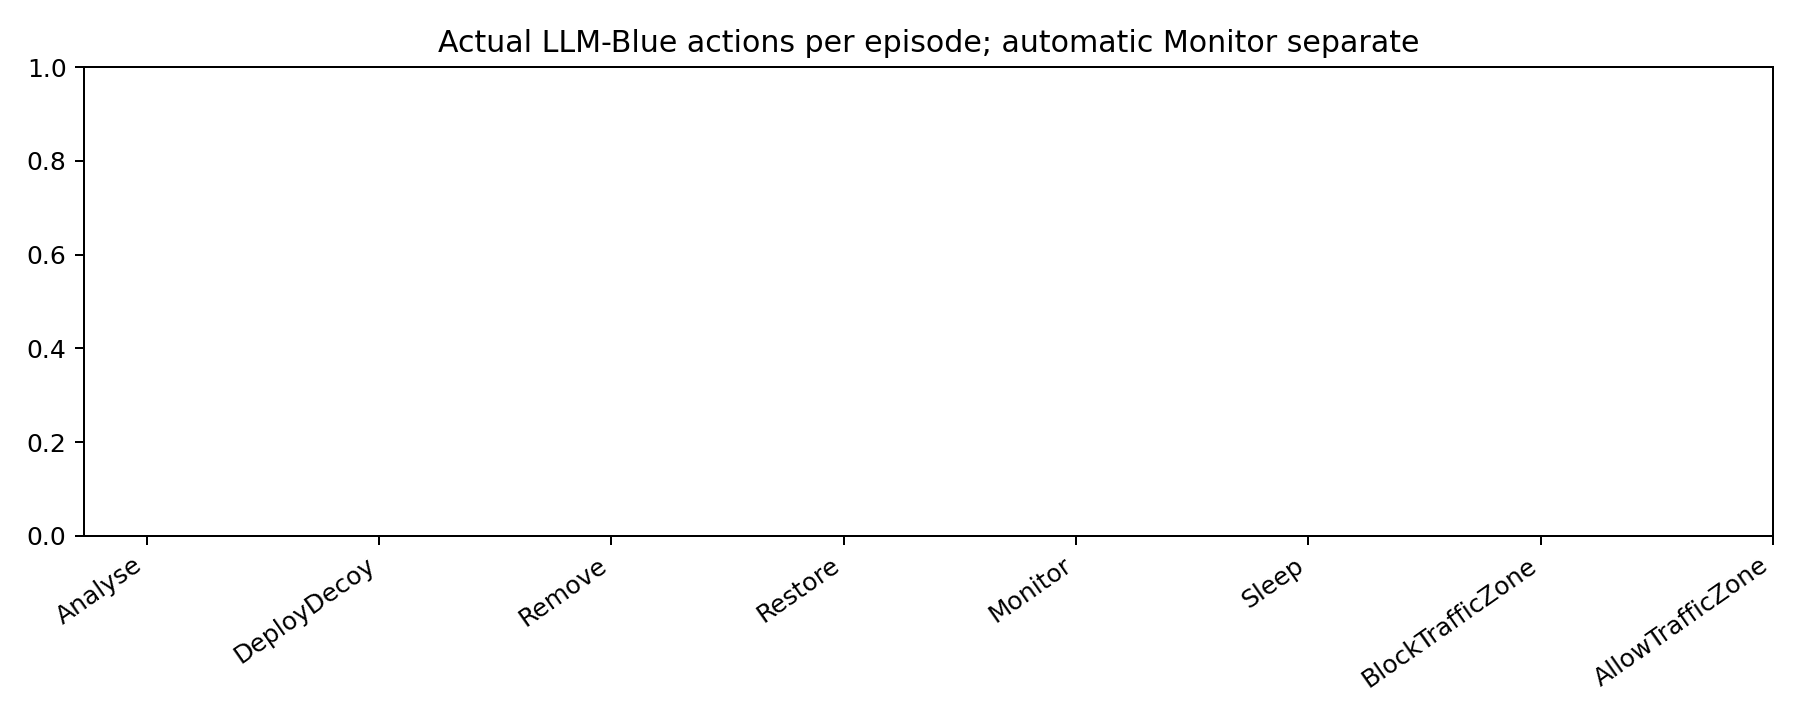 Actual LLM-Blue actions per episode; automatic Monitor separate
1.0
0.8
0.6
0.4
0.2
0.0
Analyse
DeployDecoy
Remove
Restore
Monitor
Sleep
BlockTrafficZone
AllowTrafficZone